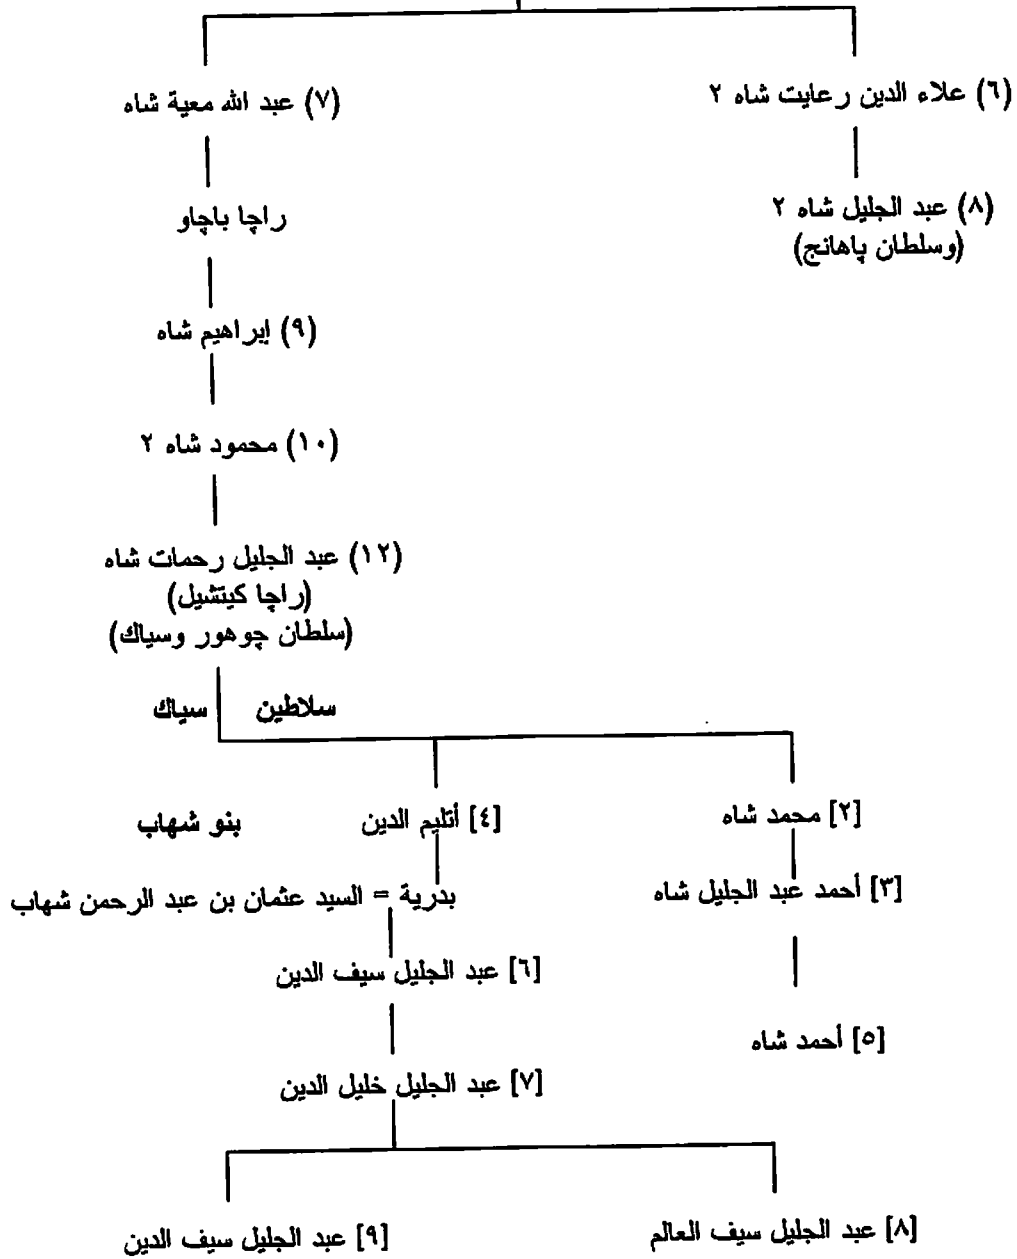 (٦) علاء الدين رعايت شاه ٢
(٧) عبد الله معية شاه
(٨) عبد الجليل شاه ٢
(وسلطان پاهانج)
راچا باچاو
(٩) إبراهيم شاه
(١٠) محمود شاه ٢
(١٢) عبد الجليل رحمات شاه
(راچا كيتشيل)
(سلطان چوهور وسياك)
سلاطين سياك
[٢] محمد شاه
[٤] أتليم الدين
بنو شهاب
[٣] أحمد عبد الجليل شاه
بدرية = السيد عثمان بن عبد الرحمن شهاب
[٦] عبد الجليل سيف الدين
[٥] أحمد شاه
[٧] عبد الجليل خليل الدين
[٨] عبد الجليل سيف العالم
[٩] عبد الجليل سيف الدين